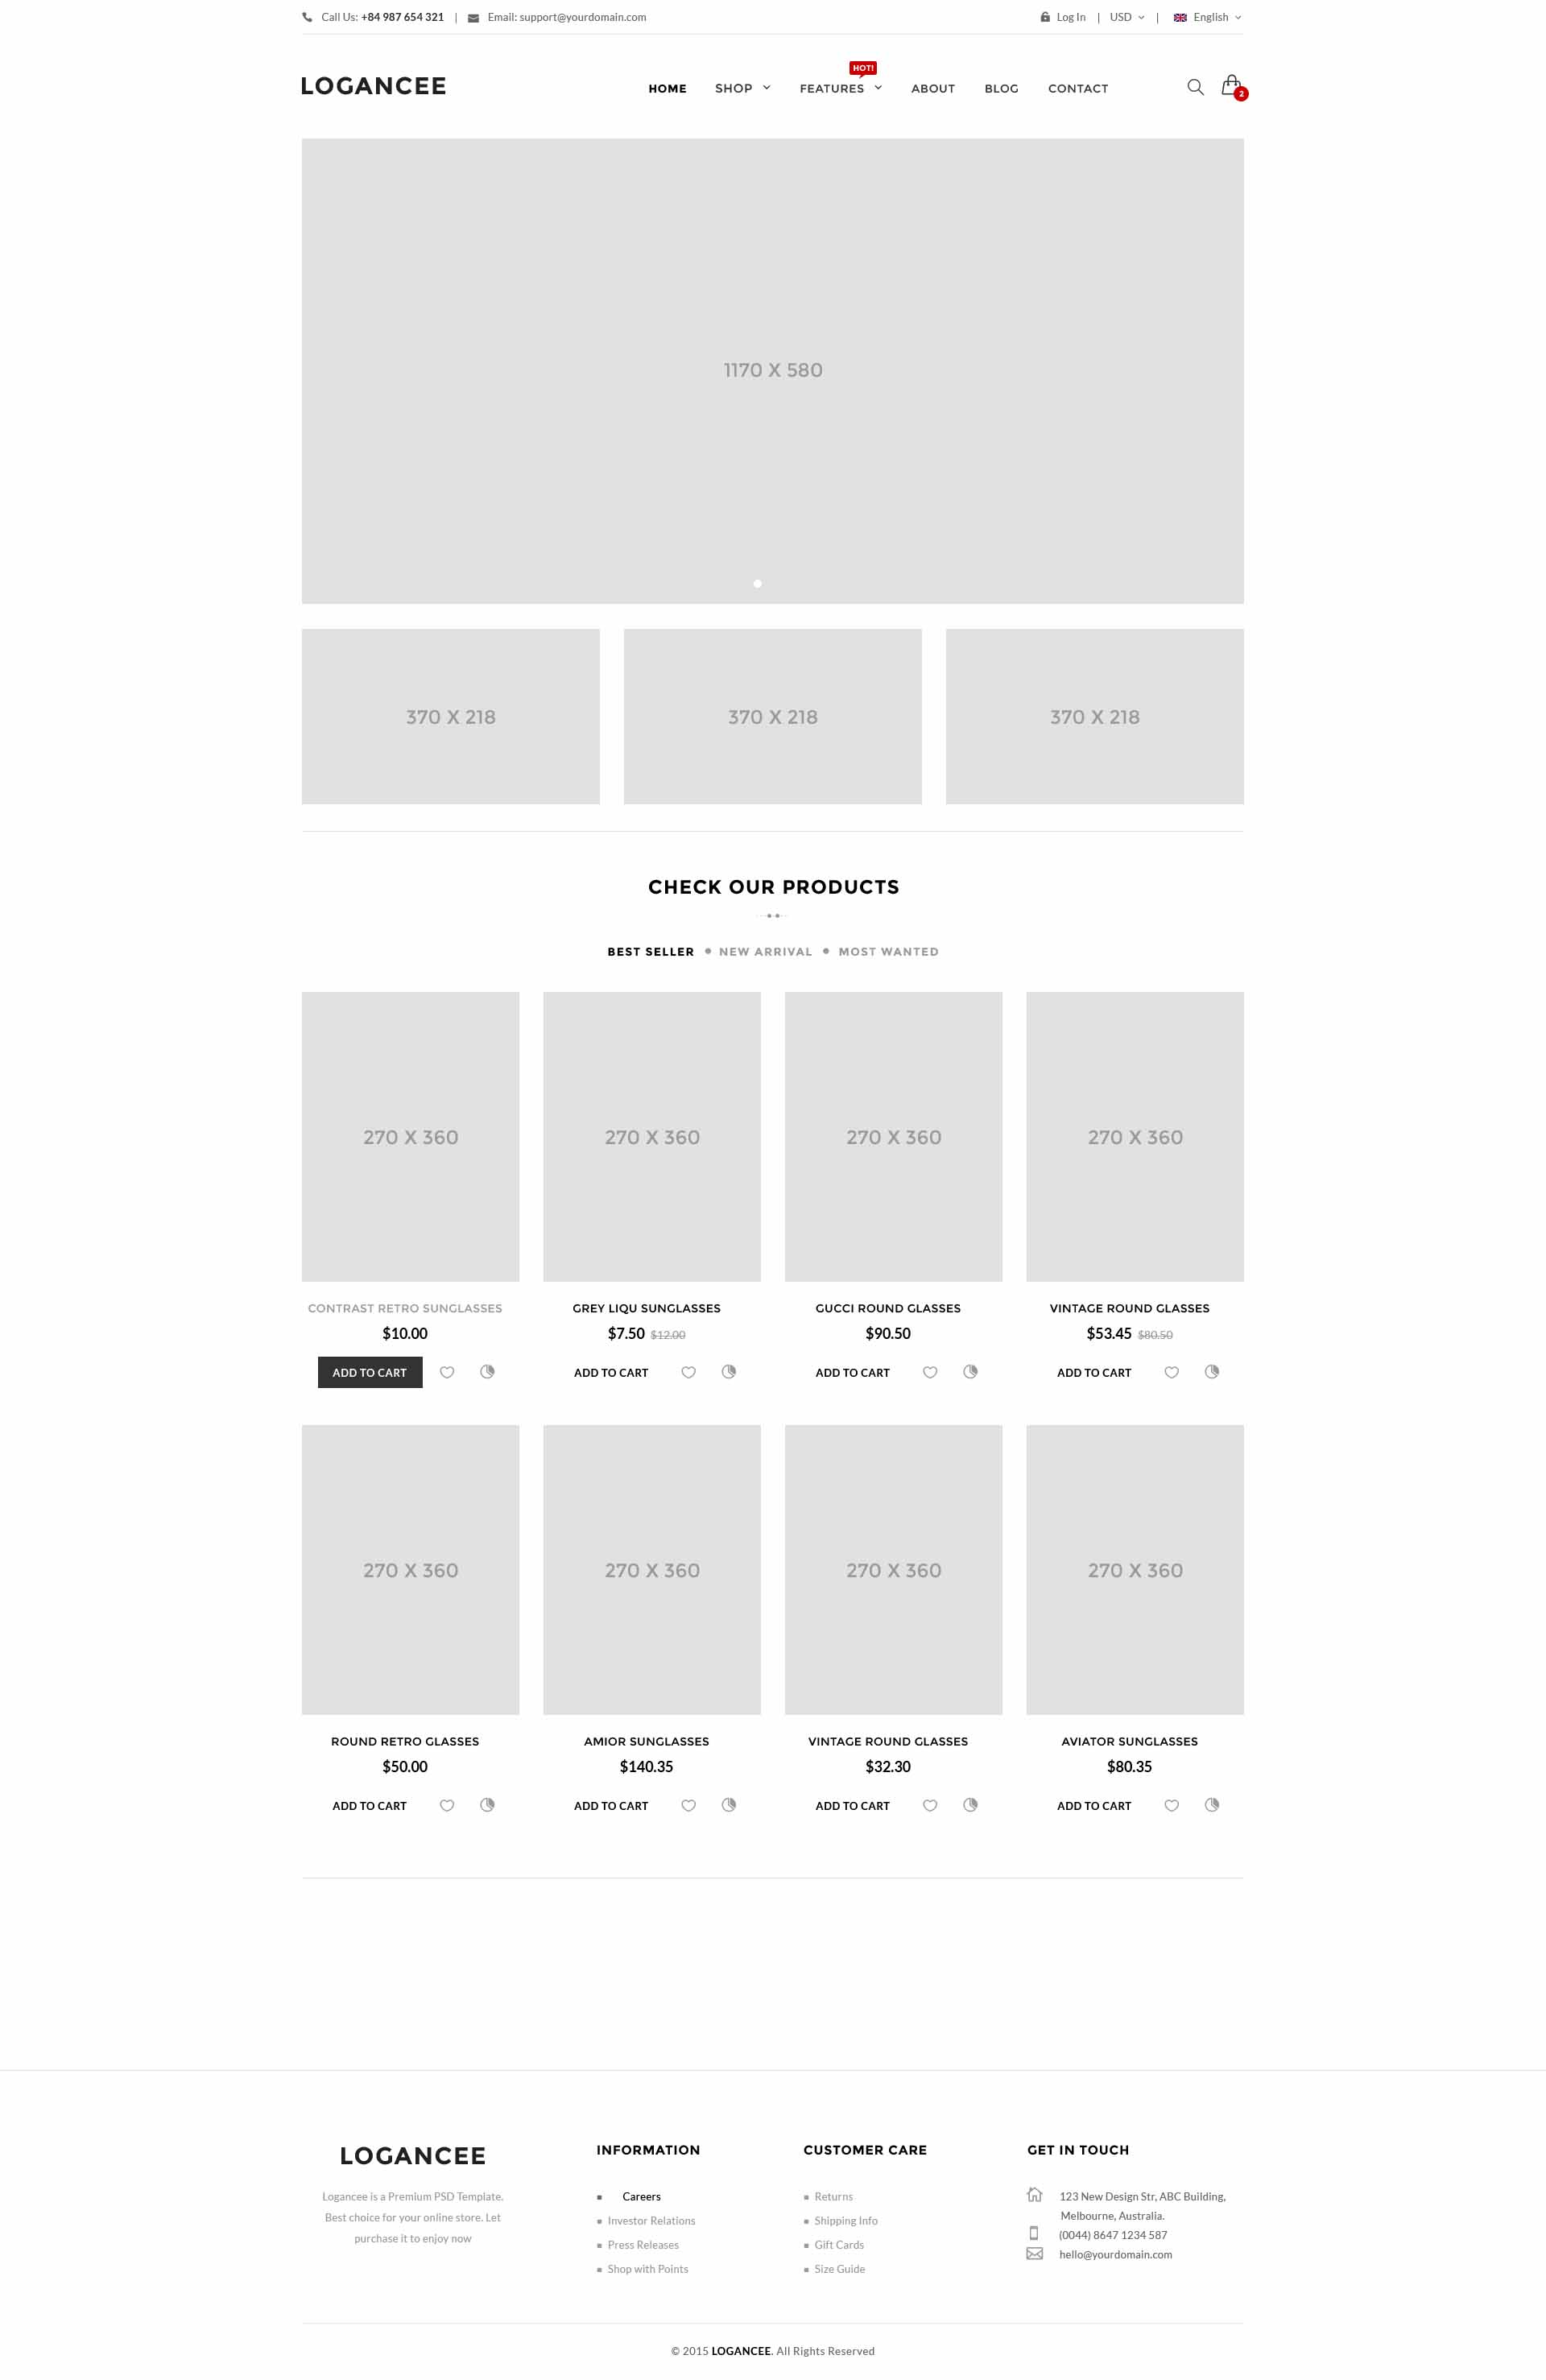 Call Us: +84 987 654 321 | Email: support@yourdomain.com Log In | USD | English
HOT!
LOGANCEE HOME SHOP FEATURES ABOUT BLOG CONTACT 2
1170 X 580
370 X 218 370 X 218 370 X 218
CHECK OUR PRODUCTS
BEST SELLER NEW ARRIVAL MOST WANTED
270 X 360 270 X 360 270 X 360 270 X 360
CONTRAST RETRO SUNGLASSES GREY LIQU SUNGLASSES GUCCI ROUND GLASSES VINTAGE ROUND GLASSES
$10.00 $7.50 $12.00 $90.50 $53.45 $80.50
ADD TO CART ADD TO CART ADD TO CART ADD TO CART
270 X 360 270 X 360 270 X 360 270 X 360
ROUND RETRO GLASSES AMIOR SUNGLASSES VINTAGE ROUND GLASSES AVIATOR SUNGLASSES
$50.00 $140.35 $32.30 $80.35
ADD TO CART ADD TO CART ADD TO CART ADD TO CART
LOGANCEE
Logancee is a Premium PSD Template.
Best choice for your online store. Let
purchase it to enjoy now
INFORMATION
Careers
Investor Relations
Press Releases
Shop with Points
CUSTOMER CARE
Returns
Shipping Info
Gift Cards
Size Guide
GET IN TOUCH
123 New Design Str, ABC Building,
Melbourne, Australia.
(0044) 8647 1234 587
hello@yourdomain.com
© 2015 LOGANCEE. All Rights Reserved